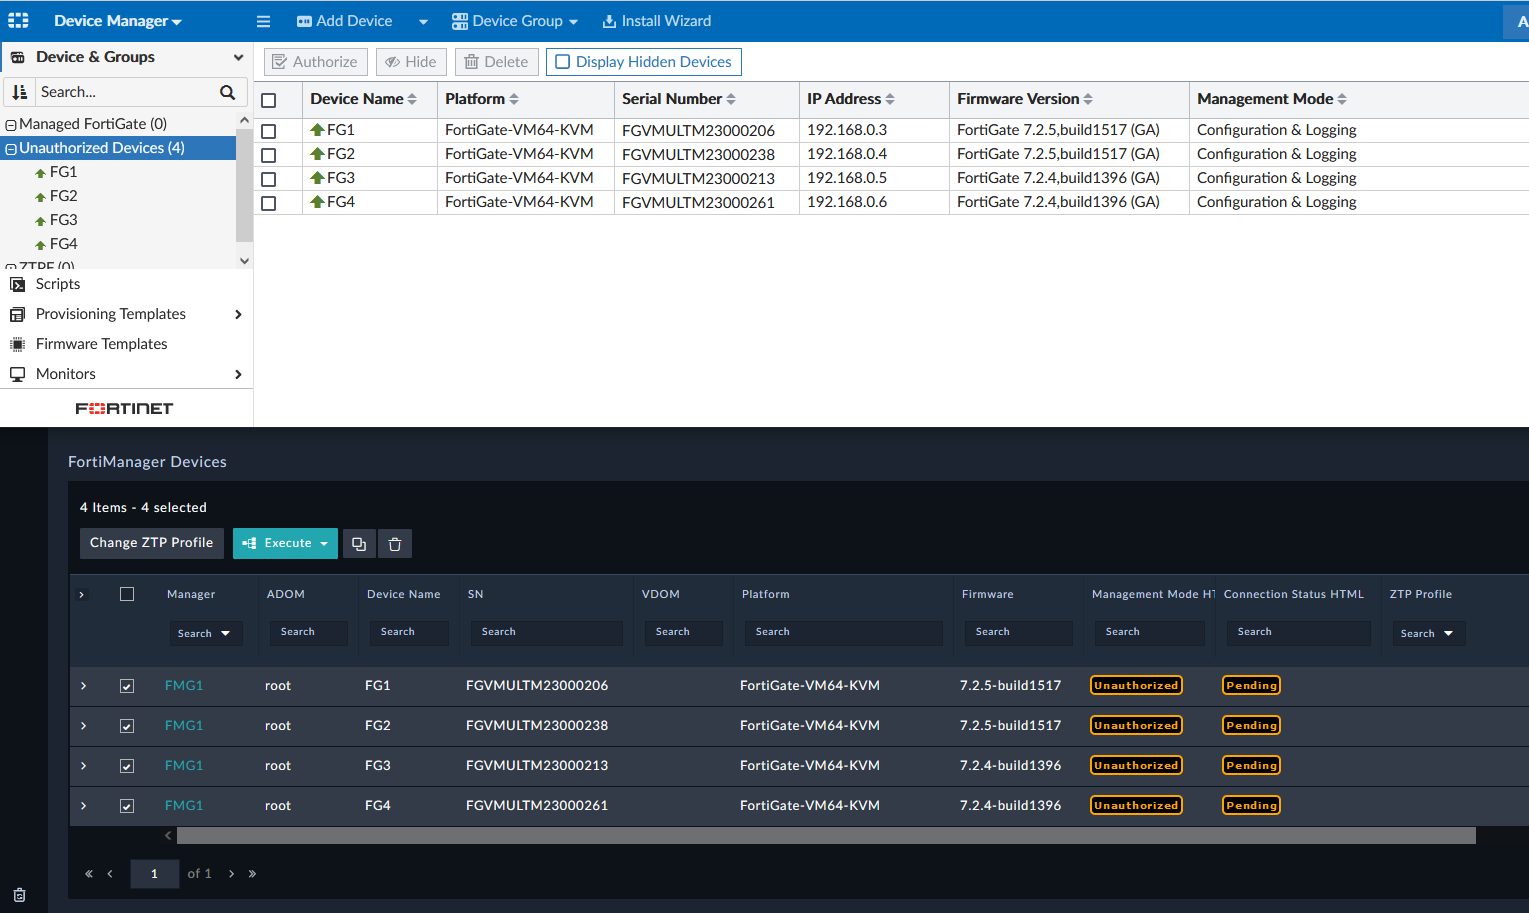 Device Manager
Add Device
Device Group
Install Wizard
A
Device & Groups
Authorize
Hide
Delete
Display Hidden Devices
Search...
Managed FortiGate (0)
Unauthorized Devices (4)
FG1
FG2
FG3
FG4
ZTPF (0)
Scripts
Provisioning Templates
Firmware Templates
Monitors
FORTINET
Device Name Platform Serial Number IP Address Firmware Version Management Mode
FG1 FortiGate-VM64-KVM FGVMULTM23000206 192.168.0.3 FortiGate 7.2.5,build1517 (GA) Configuration & Logging
FG2 FortiGate-VM64-KVM FGVMULTM23000238 192.168.0.4 FortiGate 7.2.5,build1517 (GA) Configuration & Logging
FG3 FortiGate-VM64-KVM FGVMULTM23000213 192.168.0.5 FortiGate 7.2.4,build1396 (GA) Configuration & Logging
FG4 FortiGate-VM64-KVM FGVMULTM23000261 192.168.0.6 FortiGate 7.2.4,build1396 (GA) Configuration & Logging
FortiManager Devices
4 Items - 4 selected
Change ZTP Profile
Execute
Manager ADOM Device Name SN VDOM Platform Firmware Management Mode HT Connection Status HTML ZTP Profile
Search Search Search Search Search Search Search Search Search Search
FMG1 root FG1 FGVMULTM23000206 FortiGate-VM64-KVM 7.2.5-build1517 Unauthorized Pending
FMG1 root FG2 FGVMULTM23000238 FortiGate-VM64-KVM 7.2.5-build1517 Unauthorized Pending
FMG1 root FG3 FGVMULTM23000213 FortiGate-VM64-KVM 7.2.4-build1396 Unauthorized Pending
FMG1 root FG4 FGVMULTM23000261 FortiGate-VM64-KVM 7.2.4-build1396 Unauthorized Pending
« ‹ 1 of 1 › »